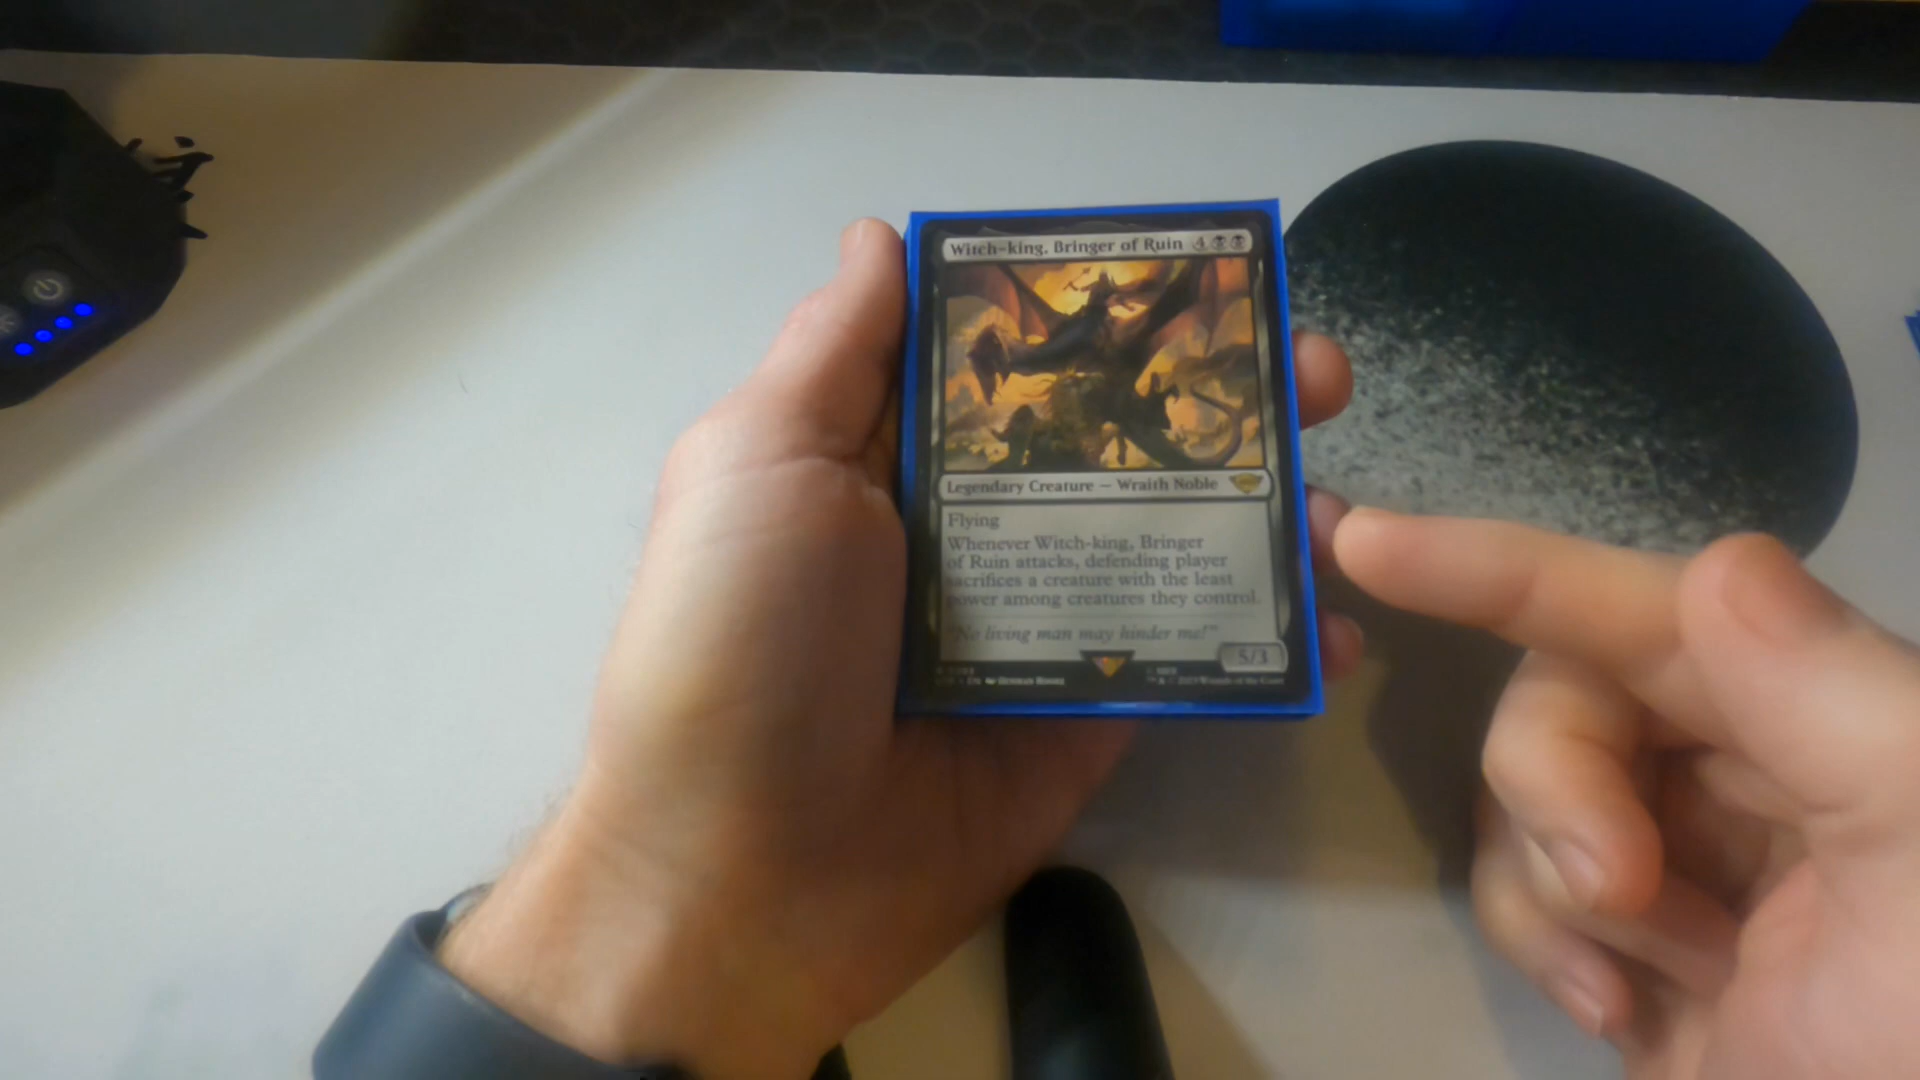 Witch-king, Bringer of Ruin 4
Legendary Creature — Wraith Noble
Flying
Whenever Witch-king, Bringer
of Ruin attacks, defending player
sacrifices a creature with the least
power among creatures they control.
"No living man may hinder me!"
5/3